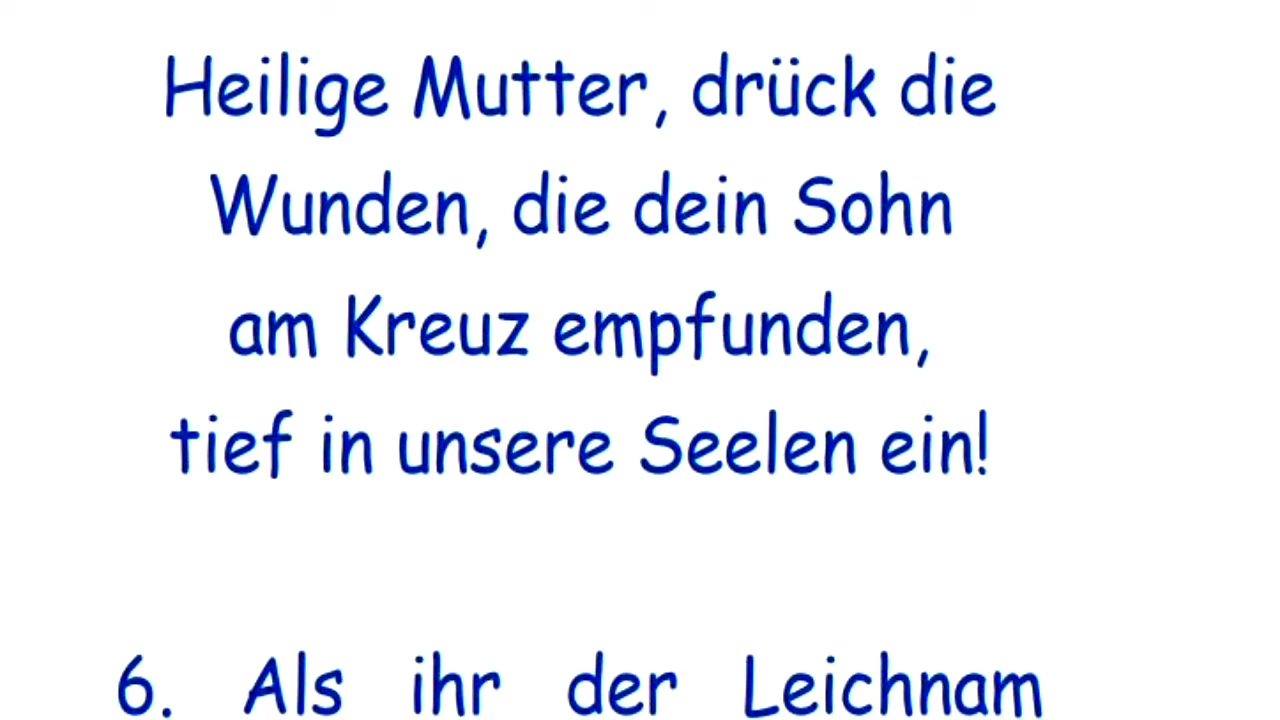 Heilige Mutter, drück die
Wunden, die dein Sohn
am Kreuz empfunden,
tief in unsere Seelen ein!
6. Als ihr der Leichnam